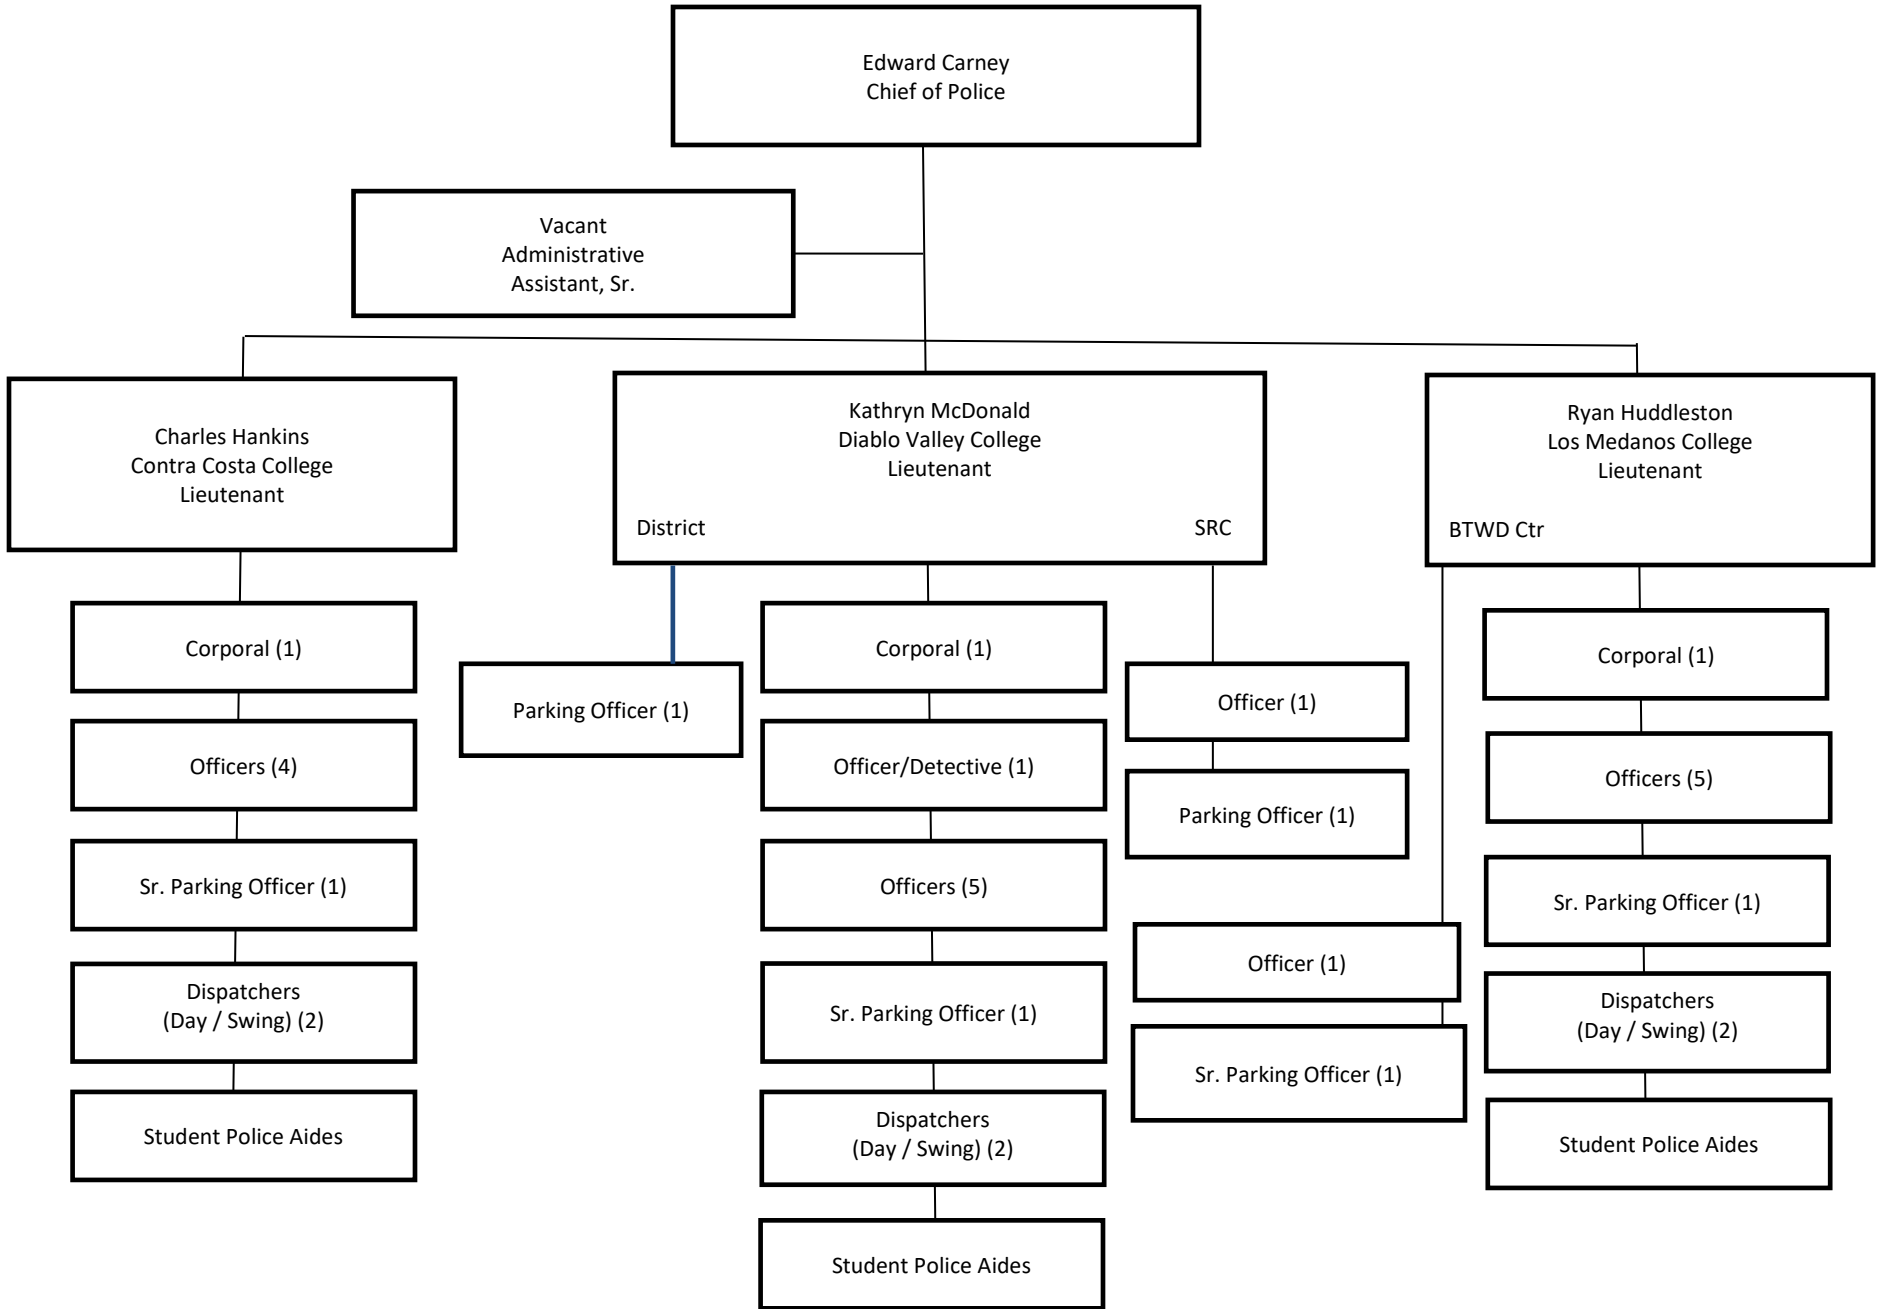 Edward Carney
Chief of Police
Vacant
Administrative
Assistant, Sr.
Charles Hankins
Contra Costa College
Lieutenant
Kathryn McDonald
Diablo Valley College
Lieutenant
District
SRC
Ryan Huddleston
Los Medanos College
Lieutenant
BTWD Ctr
Corporal (1)
Officers (4)
Sr. Parking Officer (1)
Dispatchers
(Day / Swing) (2)
Student Police Aides
Parking Officer (1)
Corporal (1)
Officer/Detective (1)
Officers (5)
Sr. Parking Officer (1)
Dispatchers
(Day / Swing) (2)
Student Police Aides
Officer (1)
Parking Officer (1)
Officer (1)
Sr. Parking Officer (1)
Corporal (1)
Officers (5)
Sr. Parking Officer (1)
Dispatchers
(Day / Swing) (2)
Student Police Aides